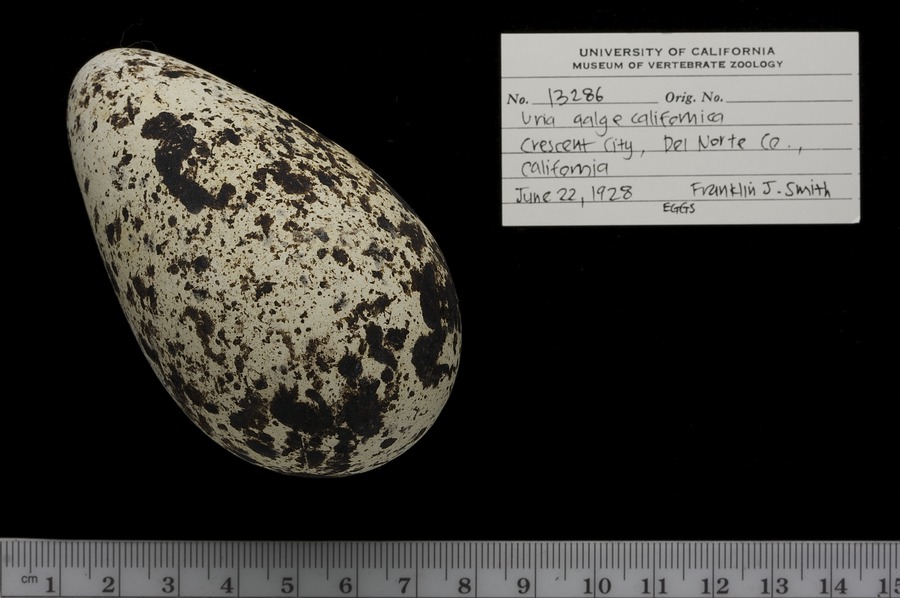 UNIVERSITY OF CALIFORNIA
MUSEUM OF VERTEBRATE ZOOLOGY
No. 13286 Orig. No.
Uria aalge californica
Crescent City, Del Norte Co.,
California
June 22, 1928 Franklin J. Smith
EGGS
cm 1 2 3 4 5 6 7 8 9 10 11 12 13 14 15